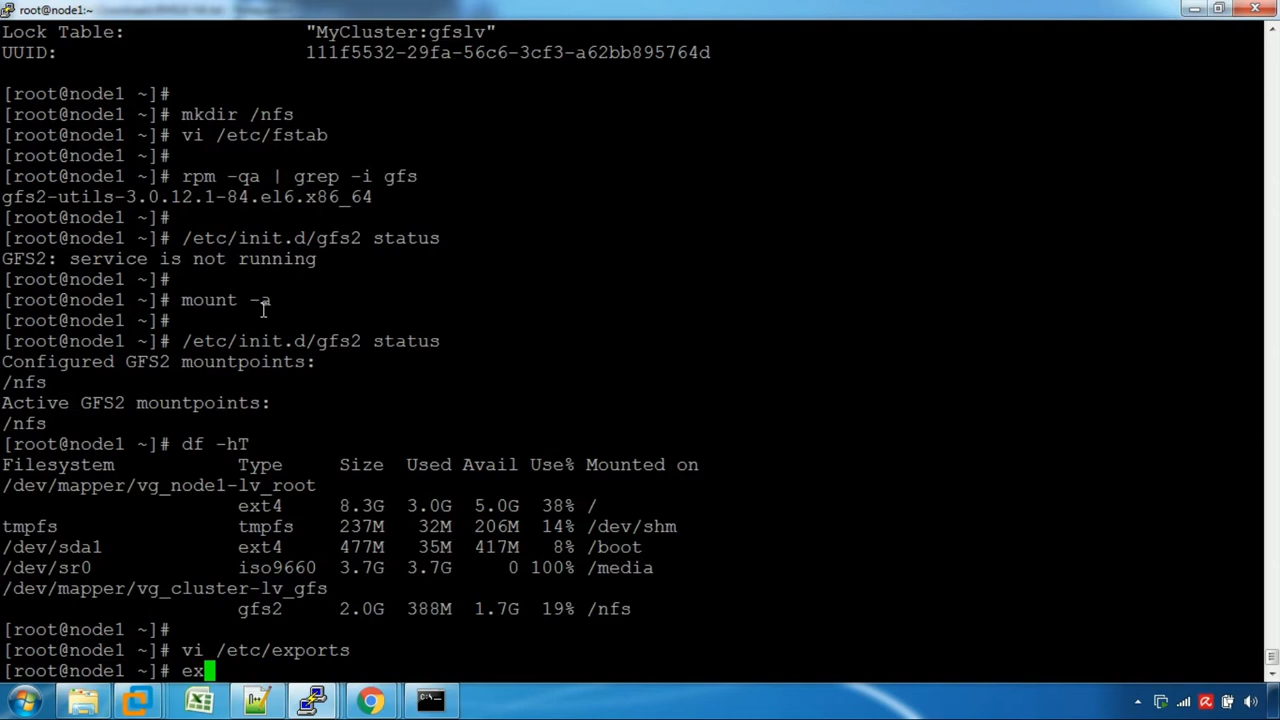 root@node1:~
Lock Table:                "MyCluster:gfslv"
UUID:                      111f5532-29fa-56c6-3cf3-a62bb895764d
[root@node1 ~]#
[root@node1 ~]# mkdir /nfs
[root@node1 ~]# vi /etc/fstab
[root@node1 ~]#
[root@node1 ~]# rpm -qa | grep -i gfs
gfs2-utils-3.0.12.1-84.el6.x86_64
[root@node1 ~]#
[root@node1 ~]# /etc/init.d/gfs2 status
GFS2: service is not running
[root@node1 ~]#
[root@node1 ~]# mount -a
[root@node1 ~]#
[root@node1 ~]# /etc/init.d/gfs2 status
Configured GFS2 mountpoints:
/nfs
Active GFS2 mountpoints:
/nfs
[root@node1 ~]# df -hT
Filesystem           Type     Size  Used Avail Use% Mounted on
/dev/mapper/vg_node1-lv_root
                     ext4     8.3G  3.0G  5.0G  38% /
tmpfs                tmpfs    237M   32M  206M  14% /dev/shm
/dev/sda1            ext4     477M   35M  417M   8% /boot
/dev/sr0             iso9660  3.7G  3.7G     0 100% /media
/dev/mapper/vg_cluster-lv_gfs
                     gfs2     2.0G  388M  1.7G  19% /nfs
[root@node1 ~]#
[root@node1 ~]# vi /etc/exports
[root@node1 ~]# ex